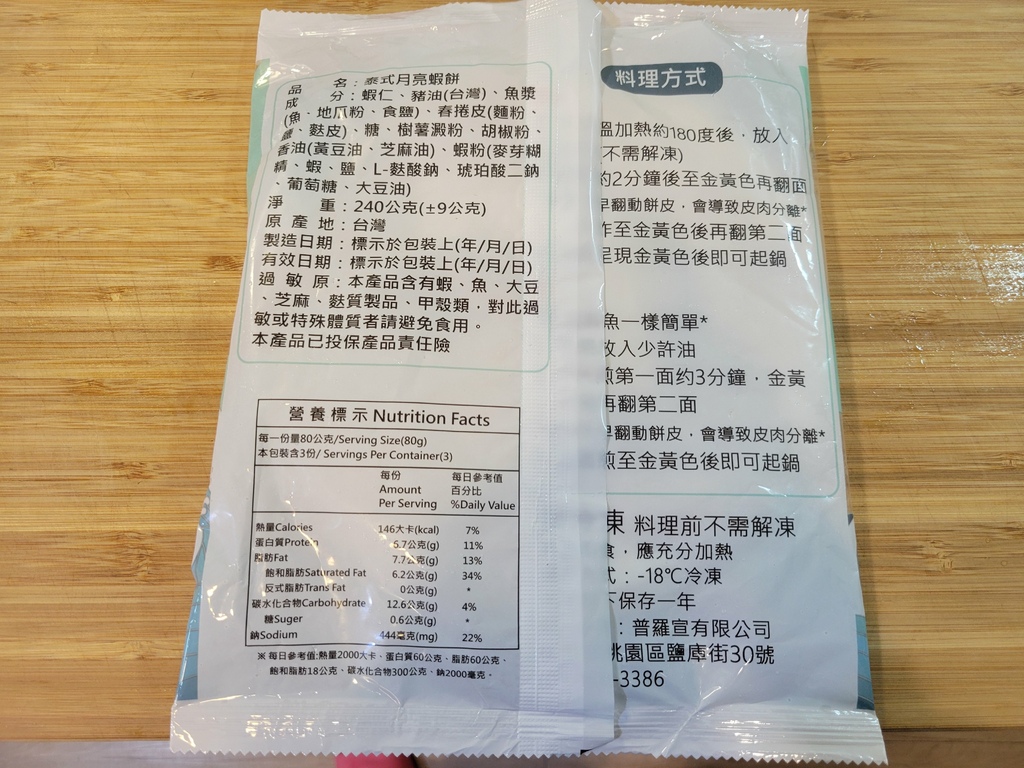 品　　名：泰式月亮蝦餅
成　　分：蝦仁、豬油(台灣)、魚漿
(魚、地瓜粉、食鹽)、春捲皮(麵粉、
鹽、麩皮)、糖、樹薯澱粉、胡椒粉、
香油(黃豆油、芝麻油)、蝦粉(麥芽糊
精、蝦、鹽、L-麩酸鈉、琥珀酸二鈉
、葡萄糖、大豆油)
淨　　重：240公克(±9公克)
原 產 地：台灣
製造日期：標示於包裝上(年/月/日)
有效日期：標示於包裝上(年/月/日)
過 敏 原：本產品含有蝦、魚、大豆
、芝麻、麩質製品、甲殼類，對此過
敏或特殊體質者請避免食用。
本產品已投保產品責任險
營養標示 Nutrition Facts
每一份量80公克/Serving Size(80g)
本包裝含3份/ Servings Per Container(3)
每份 每日參考值
Amount 百分比
Per Serving %Daily Value
熱量Calories 146大卡(kcal) 7%
蛋白質Protein 6.7公克(g) 11%
脂肪Fat 7.7公克(g) 13%
飽和脂肪Saturated Fat 6.2公克(g) 34%
反式脂肪Trans Fat 0公克(g) *
碳水化合物Carbohydrate 12.6公克(g) 4%
糖Suger 0.6公克(g) *
鈉Sodium 444毫克(mg) 22%
※每日參考值:熱量2000大卡、蛋白質60公克、脂肪60公克、
飽和脂肪18公克、碳水化合物300公克、鈉2000毫克。
料理方式
溫加熱約180度後，放入
不需解凍)
約2分鐘後至金黃色再翻面
早翻動餅皮，會導致皮肉分離*
炸至金黃色後再翻第二面
呈現金黃色後即可起鍋
魚一樣簡單*
放入少許油
煎第一面約3分鐘，金黃
再翻第二面
早翻動餅皮，會導致皮肉分離*
煎至金黃色後即可起鍋
凍 料理前不需解凍
食，應充分加熱
式：-18℃冷凍
下保存一年
：普羅宣有限公司
桃園區鹽庫街30號
-3386